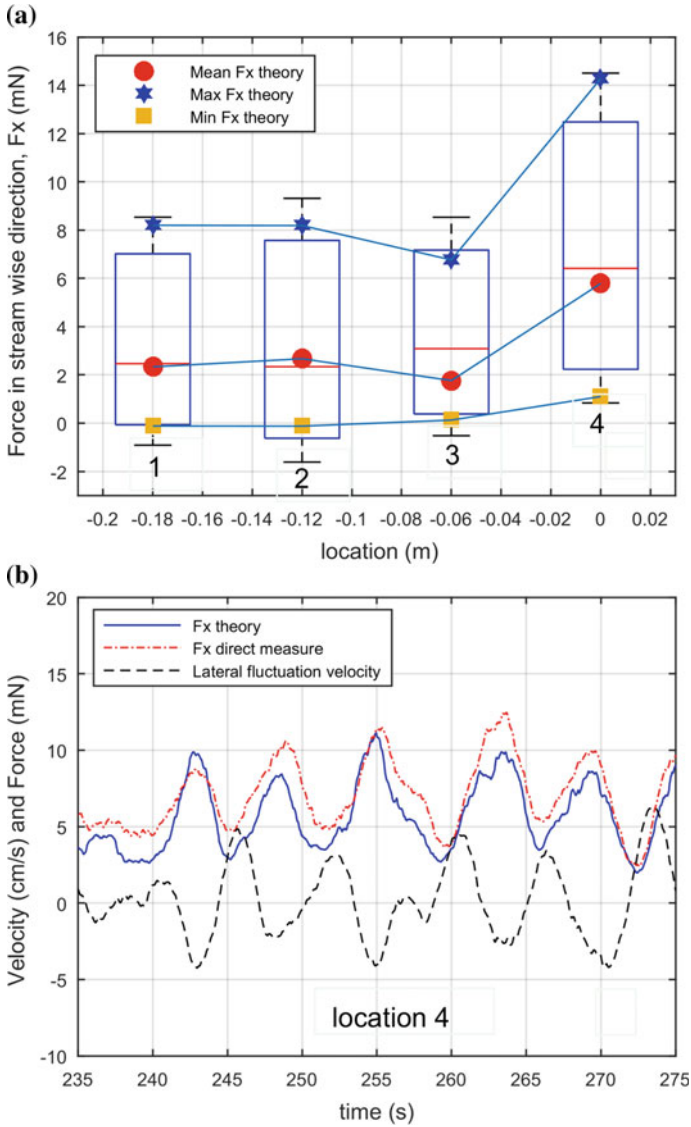 (a)
16
14
12
10
8
6
4
2
0
-2
Force in stream wise direction, Fx (mN)
Mean Fx theory
Max Fx theory
Min Fx theory
1
2
3
4
-0.2 -0.18 -0.16 -0.14 -0.12 -0.1 -0.08 -0.06 -0.04 -0.02 0 0.02
location (m)
(b)
20
15
10
5
0
-5
-10
Velocity (cm/s) and Force (mN)
Fx theory
Fx direct measure
Lateral fluctuation velocity
location 4
235 240 245 250 255 260 265 270 275
time (s)